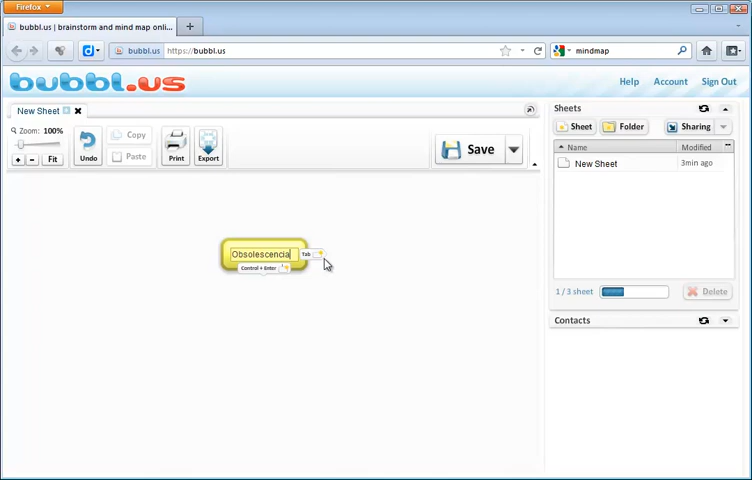 Firefox
bubbl.us | brainstorm and mind map onli...
bubbl.us https://bubbl.us mindmap
bubbl.us Help Account Sign Out
New Sheet
Zoom: 100% Fit Undo Copy Paste Print Export Save
Obsolescencia Tab
Control + Enter
Sheets
Sheet Folder Sharing
Name Modified
New Sheet 3min ago
1 / 3 sheet Delete
Contacts